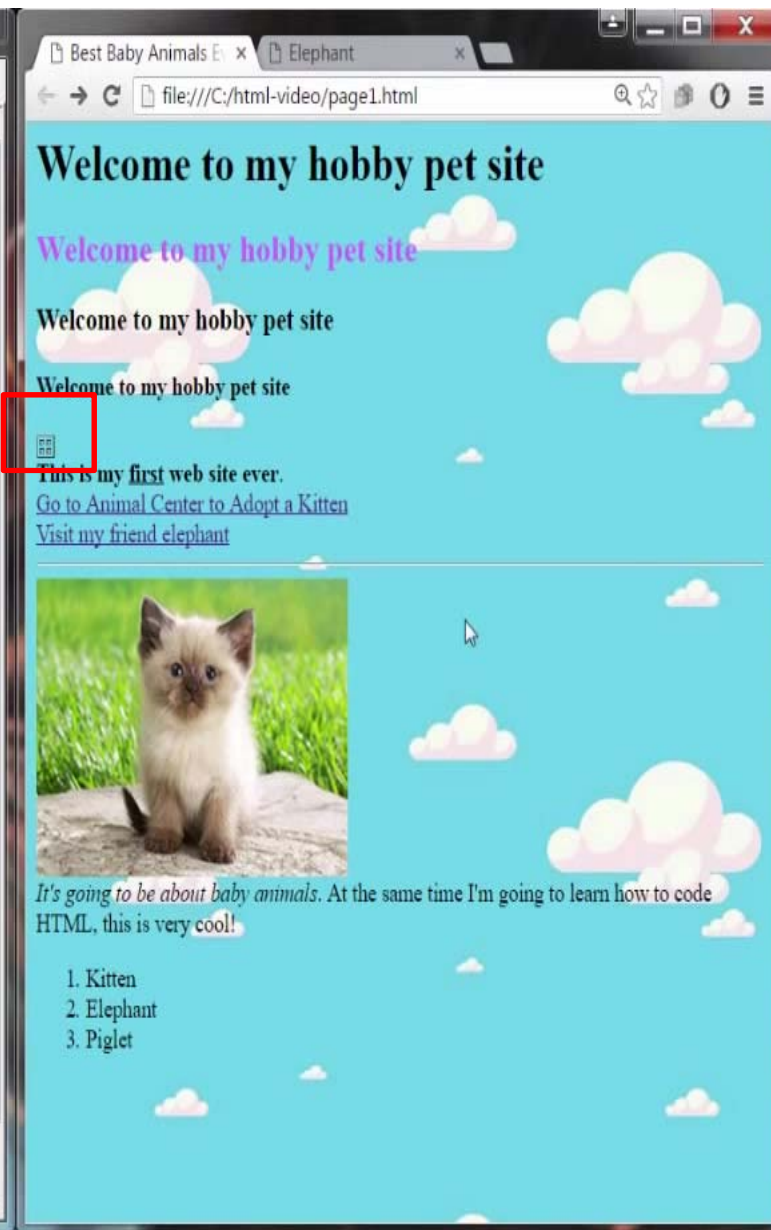 Best Baby Animals E
Elephant
file:///C:/html-video/page1.html
Welcome to my hobby pet site
Welcome to my hobby pet site
Welcome to my hobby pet site
Welcome to my hobby pet site
This is my first web site ever.
Go to Animal Center to Adopt a Kitten
Visit my friend elephant
It's going to be about baby animals. At the same time I'm going to learn how to code
HTML, this is very cool!
1. Kitten
2. Elephant
3. Piglet